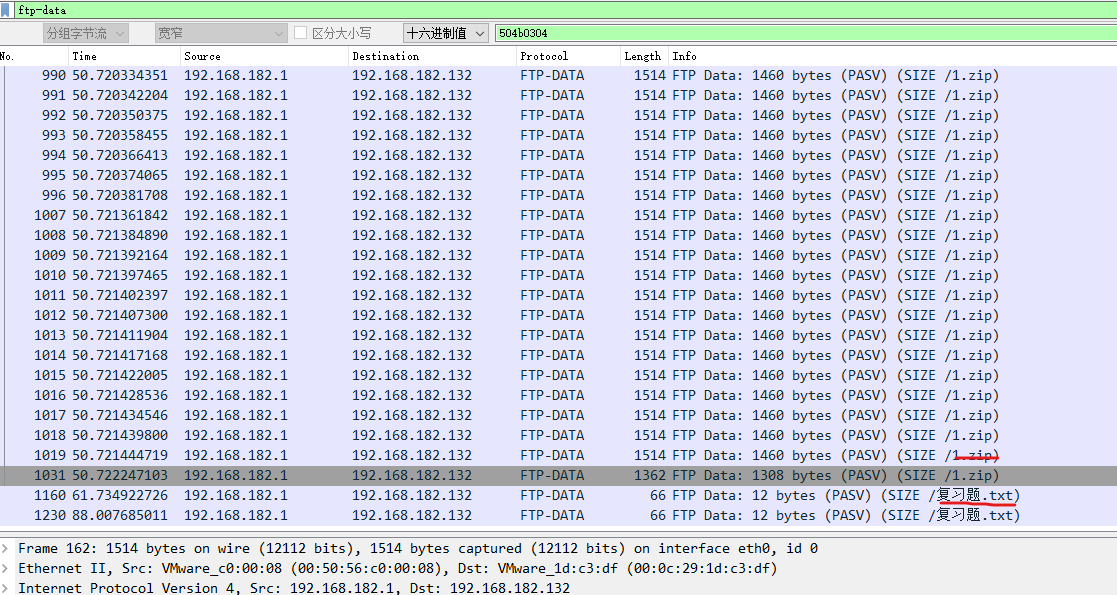 ftp-data
分组字节流 宽窄 区分大小写 十六进制值 504b0304
No. Time Source Destination Protocol Length Info
990 50.720334351 192.168.182.1 192.168.182.132 FTP-DATA 1514 FTP Data: 1460 bytes (PASV) (SIZE /1.zip)
991 50.720342204 192.168.182.1 192.168.182.132 FTP-DATA 1514 FTP Data: 1460 bytes (PASV) (SIZE /1.zip)
992 50.720350375 192.168.182.1 192.168.182.132 FTP-DATA 1514 FTP Data: 1460 bytes (PASV) (SIZE /1.zip)
993 50.720358455 192.168.182.1 192.168.182.132 FTP-DATA 1514 FTP Data: 1460 bytes (PASV) (SIZE /1.zip)
994 50.720366413 192.168.182.1 192.168.182.132 FTP-DATA 1514 FTP Data: 1460 bytes (PASV) (SIZE /1.zip)
995 50.720374065 192.168.182.1 192.168.182.132 FTP-DATA 1514 FTP Data: 1460 bytes (PASV) (SIZE /1.zip)
996 50.720381708 192.168.182.1 192.168.182.132 FTP-DATA 1514 FTP Data: 1460 bytes (PASV) (SIZE /1.zip)
1007 50.721361842 192.168.182.1 192.168.182.132 FTP-DATA 1514 FTP Data: 1460 bytes (PASV) (SIZE /1.zip)
1008 50.721384890 192.168.182.1 192.168.182.132 FTP-DATA 1514 FTP Data: 1460 bytes (PASV) (SIZE /1.zip)
1009 50.721392164 192.168.182.1 192.168.182.132 FTP-DATA 1514 FTP Data: 1460 bytes (PASV) (SIZE /1.zip)
1010 50.721397465 192.168.182.1 192.168.182.132 FTP-DATA 1514 FTP Data: 1460 bytes (PASV) (SIZE /1.zip)
1011 50.721402397 192.168.182.1 192.168.182.132 FTP-DATA 1514 FTP Data: 1460 bytes (PASV) (SIZE /1.zip)
1012 50.721407300 192.168.182.1 192.168.182.132 FTP-DATA 1514 FTP Data: 1460 bytes (PASV) (SIZE /1.zip)
1013 50.721411904 192.168.182.1 192.168.182.132 FTP-DATA 1514 FTP Data: 1460 bytes (PASV) (SIZE /1.zip)
1014 50.721417168 192.168.182.1 192.168.182.132 FTP-DATA 1514 FTP Data: 1460 bytes (PASV) (SIZE /1.zip)
1015 50.721422005 192.168.182.1 192.168.182.132 FTP-DATA 1514 FTP Data: 1460 bytes (PASV) (SIZE /1.zip)
1016 50.721428536 192.168.182.1 192.168.182.132 FTP-DATA 1514 FTP Data: 1460 bytes (PASV) (SIZE /1.zip)
1017 50.721434546 192.168.182.1 192.168.182.132 FTP-DATA 1514 FTP Data: 1460 bytes (PASV) (SIZE /1.zip)
1018 50.721439800 192.168.182.1 192.168.182.132 FTP-DATA 1514 FTP Data: 1460 bytes (PASV) (SIZE /1.zip)
1019 50.721444719 192.168.182.1 192.168.182.132 FTP-DATA 1514 FTP Data: 1460 bytes (PASV) (SIZE /1.zip)
1031 50.722247103 192.168.182.1 192.168.182.132 FTP-DATA 1362 FTP Data: 1308 bytes (PASV) (SIZE /1.zip)
1160 61.734922726 192.168.182.1 192.168.182.132 FTP-DATA 66 FTP Data: 12 bytes (PASV) (SIZE /复习题.txt)
1230 88.007685011 192.168.182.1 192.168.182.132 FTP-DATA 66 FTP Data: 12 bytes (PASV) (SIZE /复习题.txt)
Frame 162: 1514 bytes on wire (12112 bits), 1514 bytes captured (12112 bits) on interface eth0, id 0
Ethernet II, Src: VMware_c0:00:08 (00:50:56:c0:00:08), Dst: VMware_1d:c3:df (00:0c:29:1d:c3:df)
Internet Protocol Version 4, Src: 192.168.182.1, Dst: 192.168.182.132